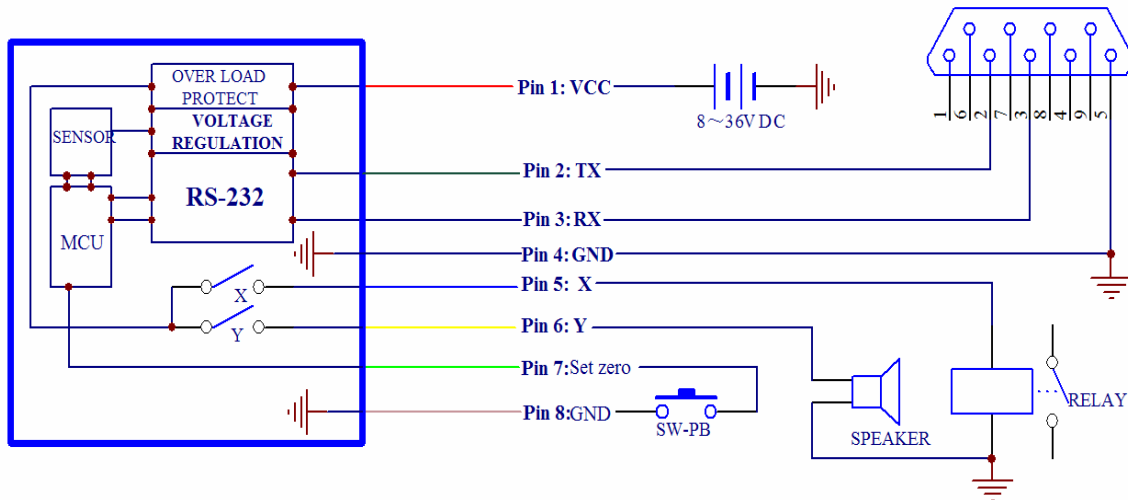 OVER LOAD
PROTECT
VOLTAGE
REGULATION
RS-232
SENSOR
MCU
X
Y
Pin 1: VCC
8～36V DC
Pin 2: TX
Pin 3: RX
Pin 4: GND
Pin 5: X
Pin 6: Y
Pin 7:Set zero
Pin 8:GND
SW-PB
SPEAKER
RELAY
1
6
2
7
3
8
4
9
5